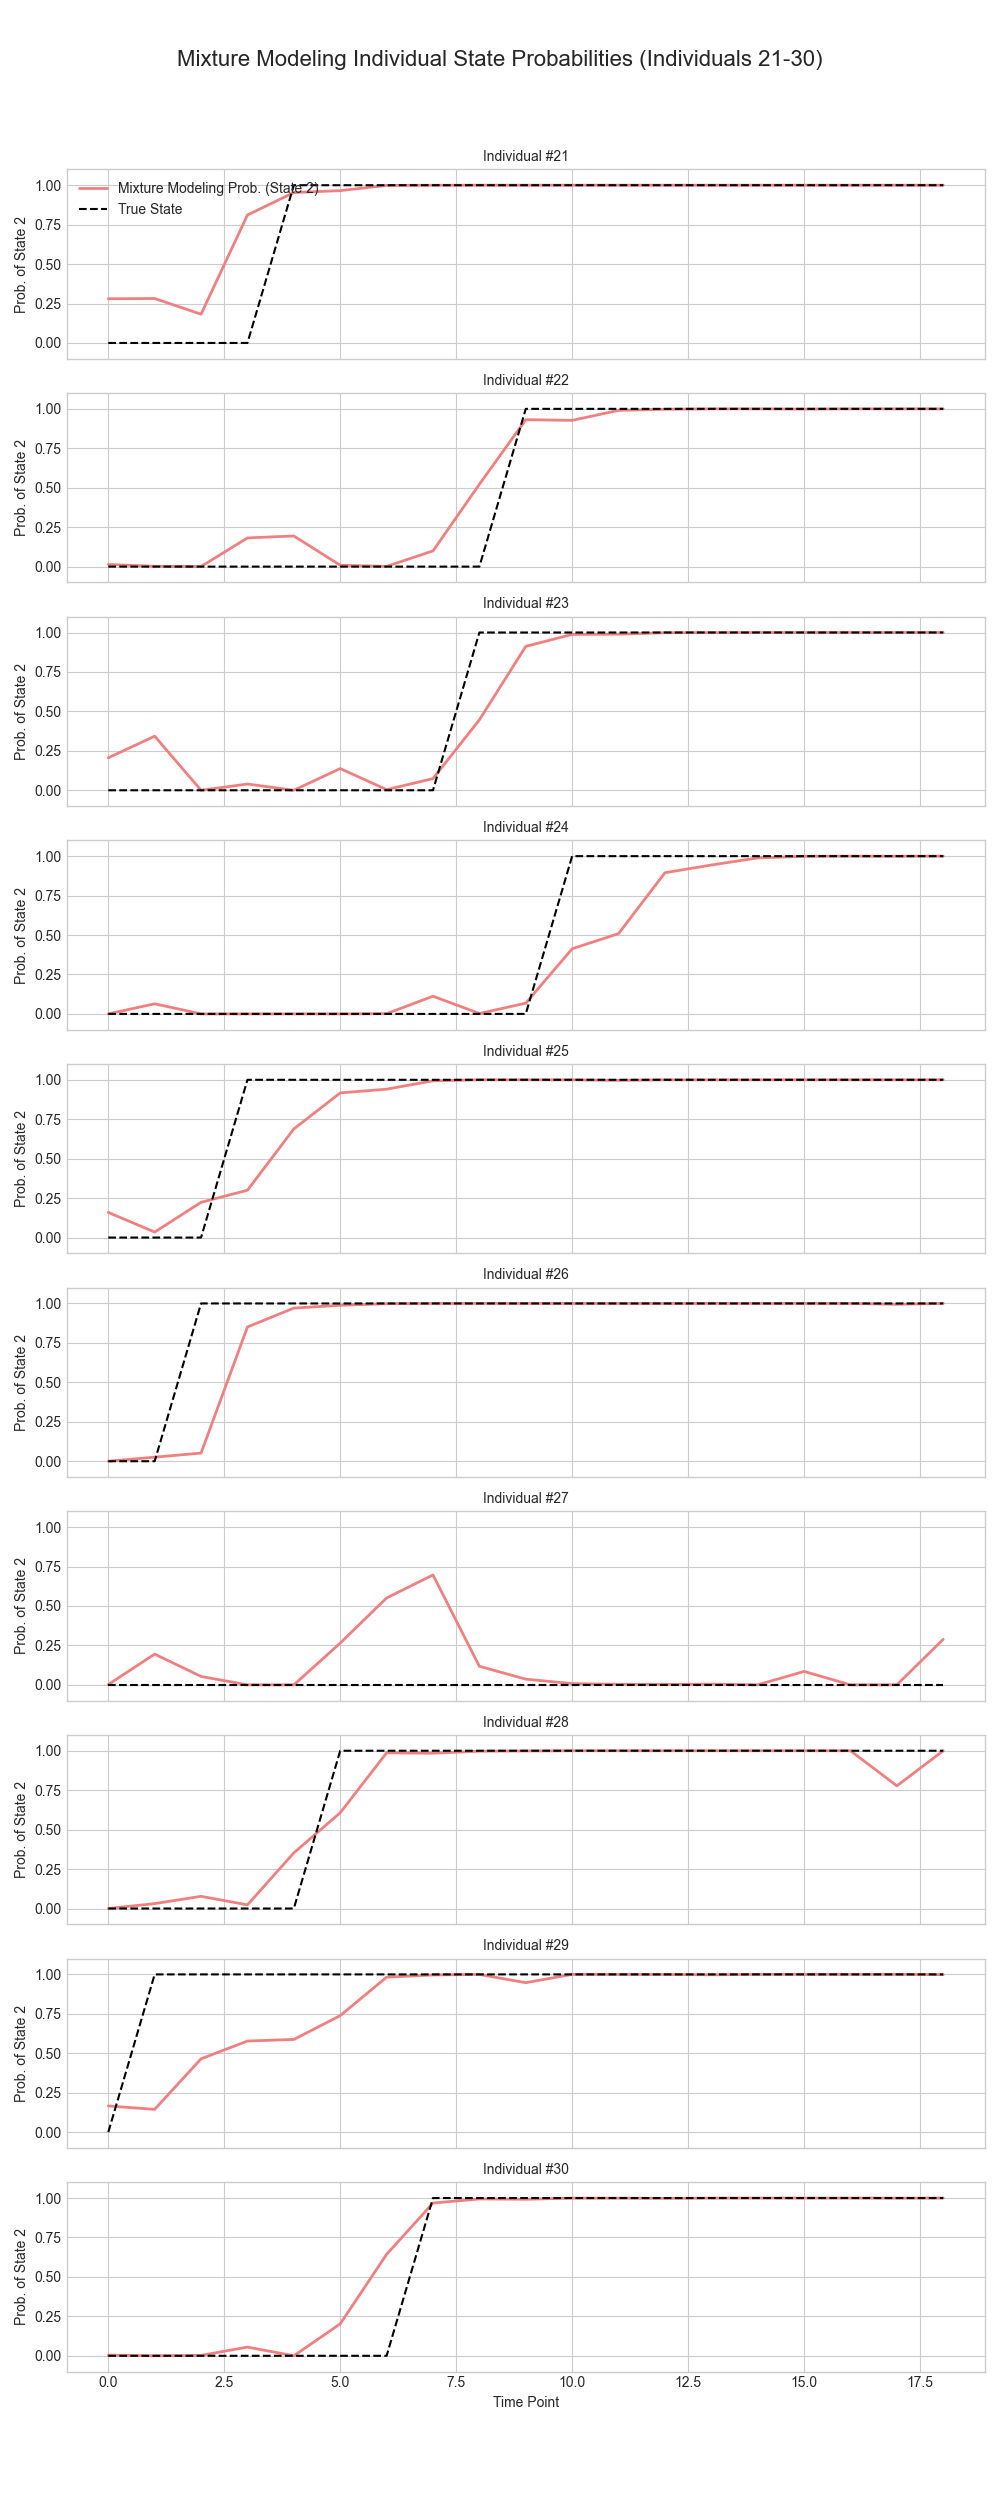 Mixture Modeling Individual State Probabilities (Individuals 21-30)
Individual #21
Mixture Modeling Prob. (State 2)
True State
Prob. of State 2
1.00
0.75
0.50
0.25
0.00
Individual #22
Prob. of State 2
1.00
0.75
0.50
0.25
0.00
Individual #23
Prob. of State 2
1.00
0.75
0.50
0.25
0.00
Individual #24
Prob. of State 2
1.00
0.75
0.50
0.25
0.00
Individual #25
Prob. of State 2
1.00
0.75
0.50
0.25
0.00
Individual #26
Prob. of State 2
1.00
0.75
0.50
0.25
0.00
Individual #27
Prob. of State 2
1.00
0.75
0.50
0.25
0.00
Individual #28
Prob. of State 2
1.00
0.75
0.50
0.25
0.00
Individual #29
Prob. of State 2
1.00
0.75
0.50
0.25
0.00
Individual #30
Prob. of State 2
1.00
0.75
0.50
0.25
0.00
0.0 2.5 5.0 7.5 10.0 12.5 15.0 17.5
Time Point